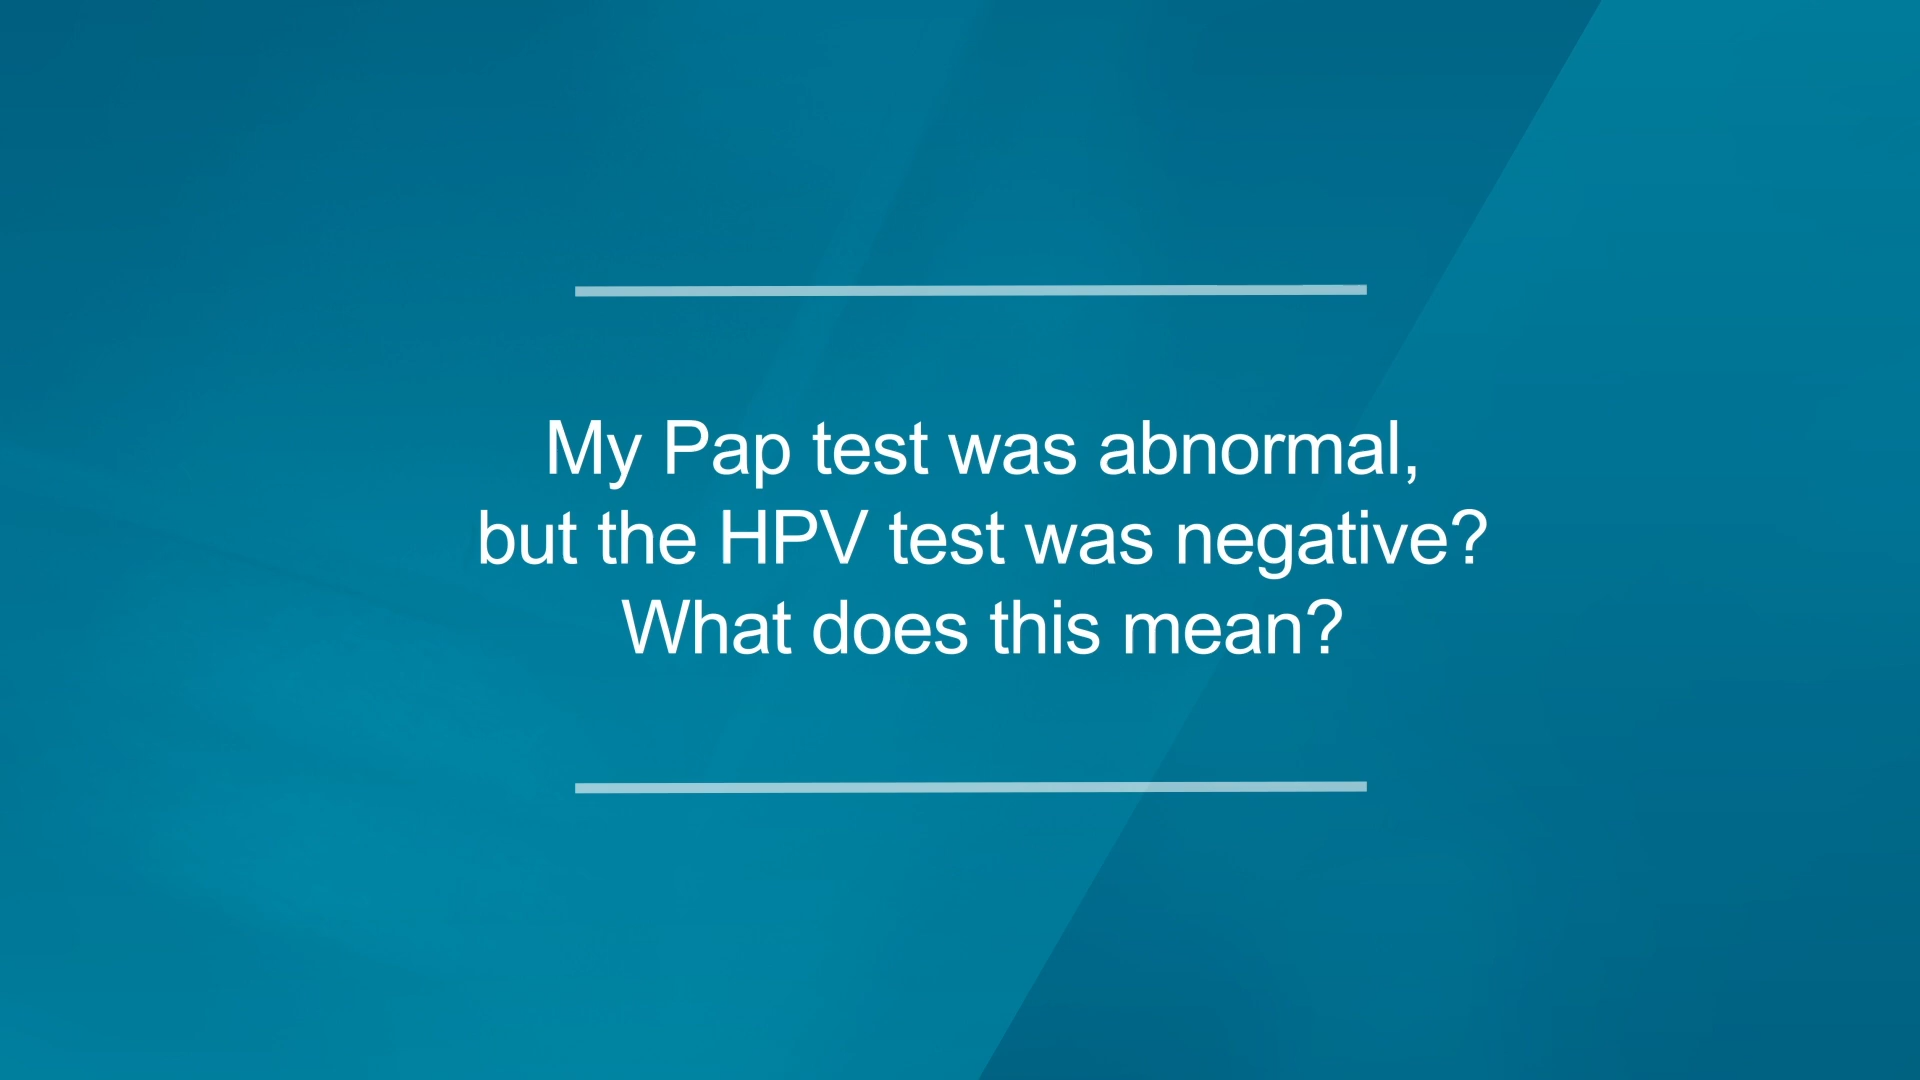 My Pap test was abnormal,
but the HPV test was negative?
What does this mean?